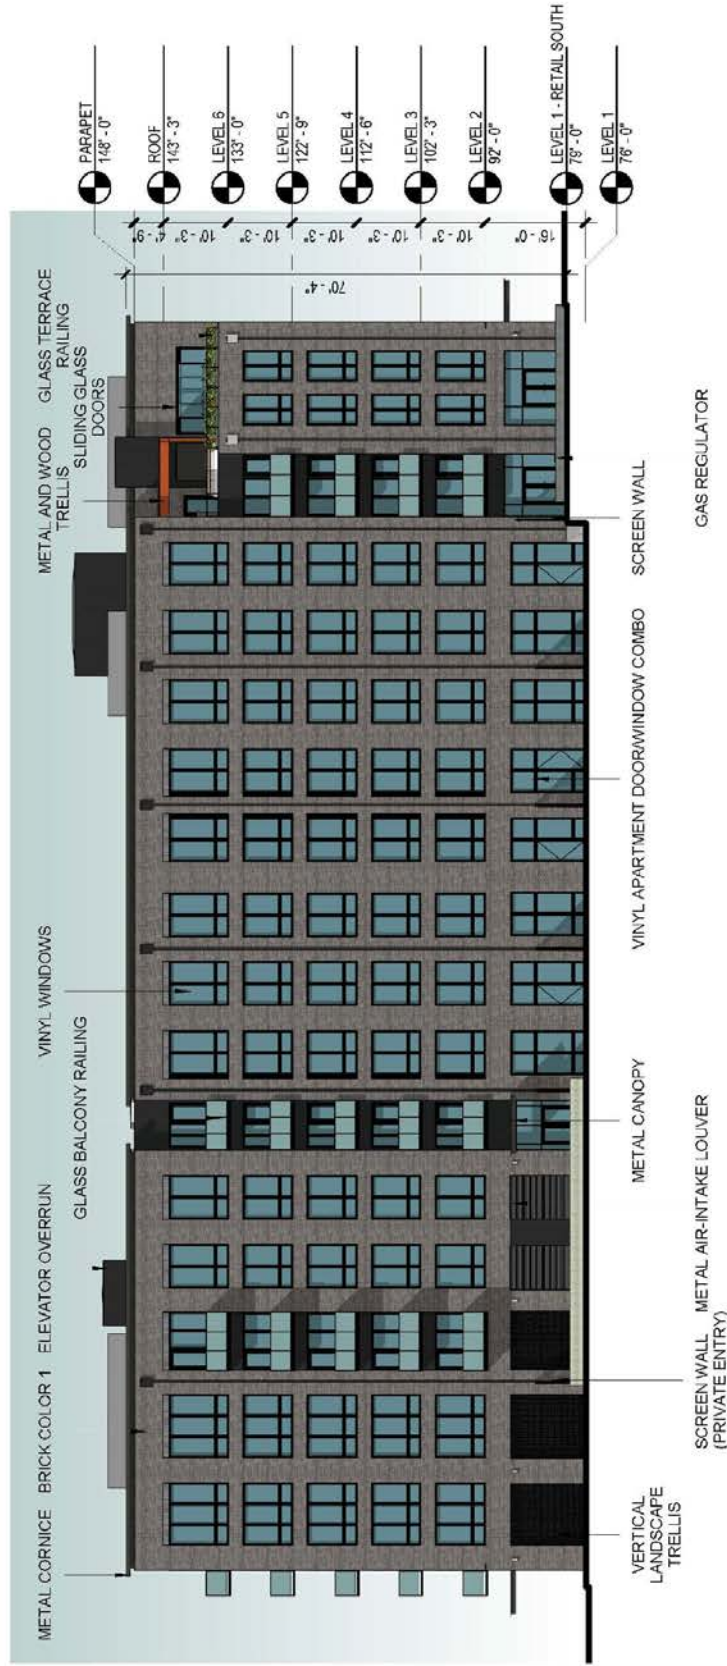 METAL CORNICE
BRICK COLOR 1
ELEVATOR OVERRUN
GLASS BALCONY RAILING
VINYL WINDOWS
METAL AND WOOD
TRELLIS
SLIDING GLASS
DOORS
GLASS TERRACE
RAILING
PARAPET
148' - 0"
ROOF
143' - 3"
LEVEL 6
133' - 0"
LEVEL 5
122' - 9"
LEVEL 4
112' - 6"
LEVEL 3
102' - 3"
LEVEL 2
92' - 0"
LEVEL 1 - RETAIL SOUTH
79' - 0"
LEVEL 1
76' - 0"
4' - 9"
10' - 3"
10' - 3"
10' - 3"
10' - 3"
10' - 3"
16' - 0"
70' - 4"
VERTICAL
LANDSCAPE
TRELLIS
SCREEN WALL
(PRIVATE ENTRY)
METAL AIR-INTAKE LOUVER
METAL CANOPY
VINYL APARTMENT DOOR/WINDOW COMBO
SCREEN WALL
GAS REGULATOR